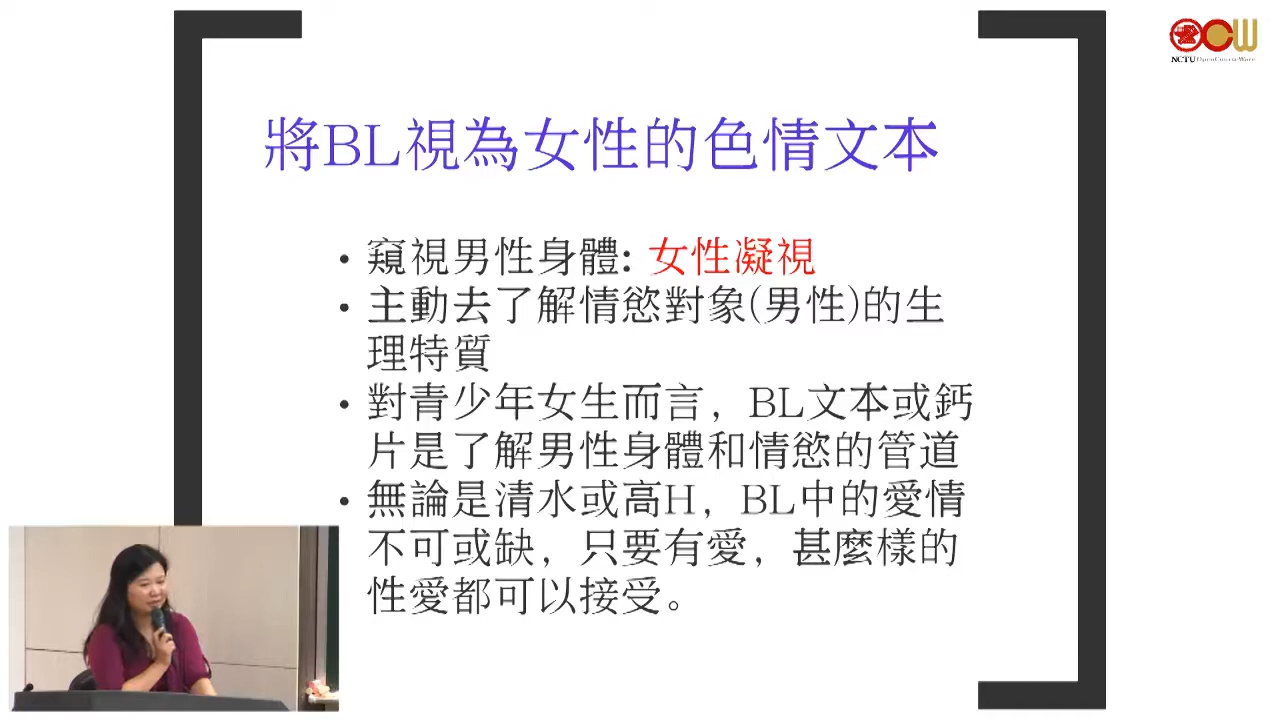 將BL視為女性的色情文本
• 窺視男性身體: 女性凝視
• 主動去了解情慾對象(男性)的生
理特質
• 對青少年女生而言，BL文本或鈣
片是了解男性身體和情慾的管道
• 無論是清水或高H，BL中的愛情
不可或缺，只要有愛，甚麼樣的
性愛都可以接受。
OCW
NCTU OpenCourseWare